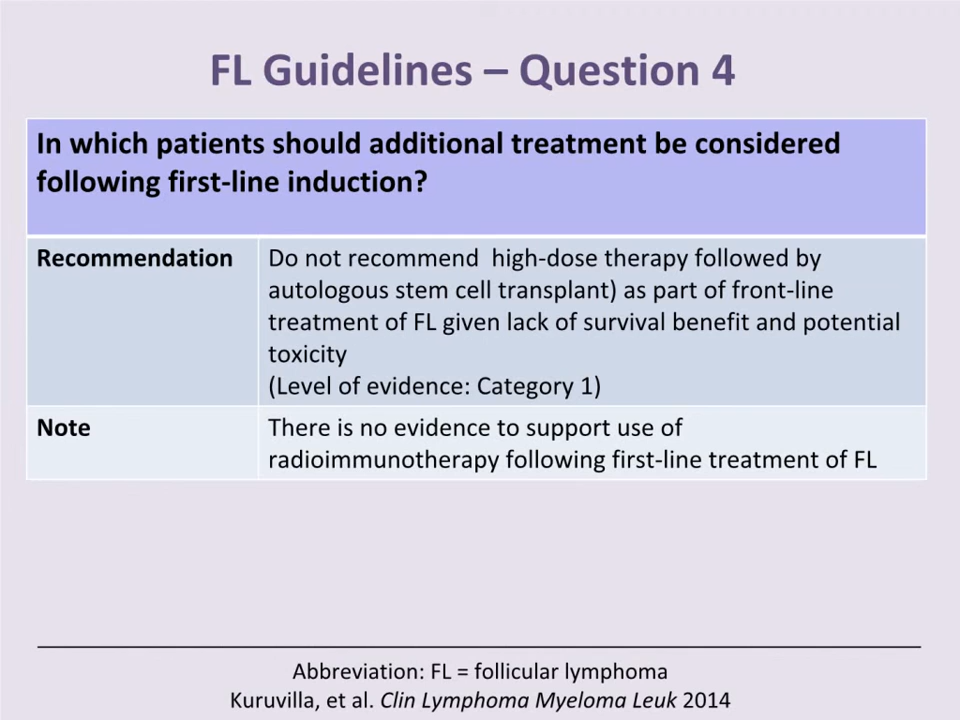 FL Guidelines – Question 4
In which patients should additional treatment be considered
following first-line induction?
Recommendation
Do not recommend  high-dose therapy followed by
autologous stem cell transplant) as part of front-line
treatment of FL given lack of survival benefit and potential
toxicity
(Level of evidence: Category 1)
Note
There is no evidence to support use of
radioimmunotherapy following first-line treatment of FL
Abbreviation: FL = follicular lymphoma
Kuruvilla, et al. Clin Lymphoma Myeloma Leuk 2014